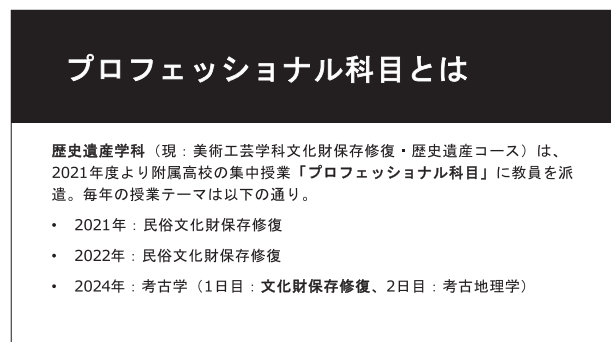 プロフェッショナル科目とは
歴史遺産学科（現：美術工芸学科文化財保存修復・歴史遺産コース）は、
2021年度より附属高校の集中授業「プロフェッショナル科目」に教員を派
遣。毎年の授業テーマは以下の通り。
• 2021年：民俗文化財保存修復
• 2022年：民俗文化財保存修復
• 2024年：考古学（1日目：文化財保存修復、2日目：考古地理学）